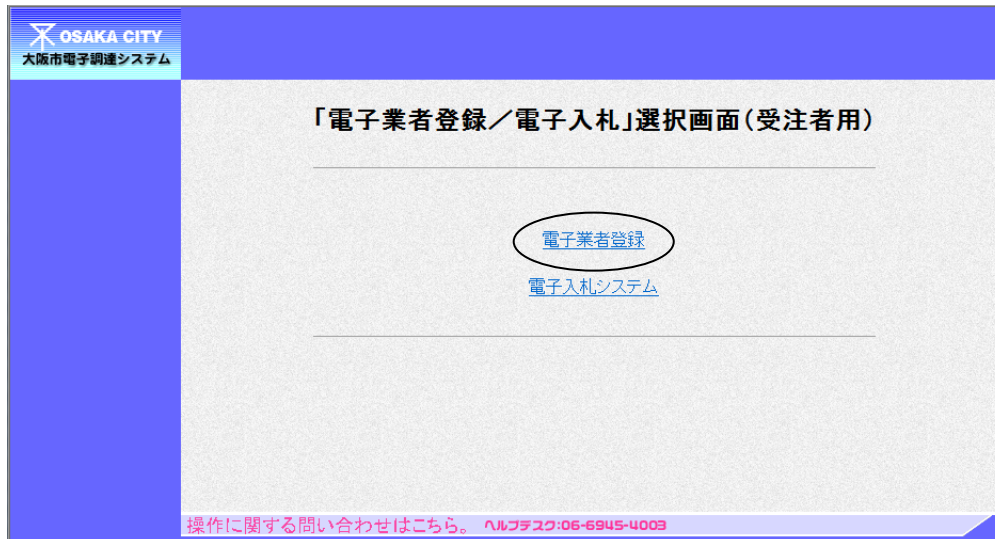 OSAKA CITY
大阪市電子調達システム
「電子業者登録／電子入札」選択画面(受注者用)
電子業者登録
電子入札システム
操作に関する問い合わせはこちら。 ヘルプデスク:06-6945-4003